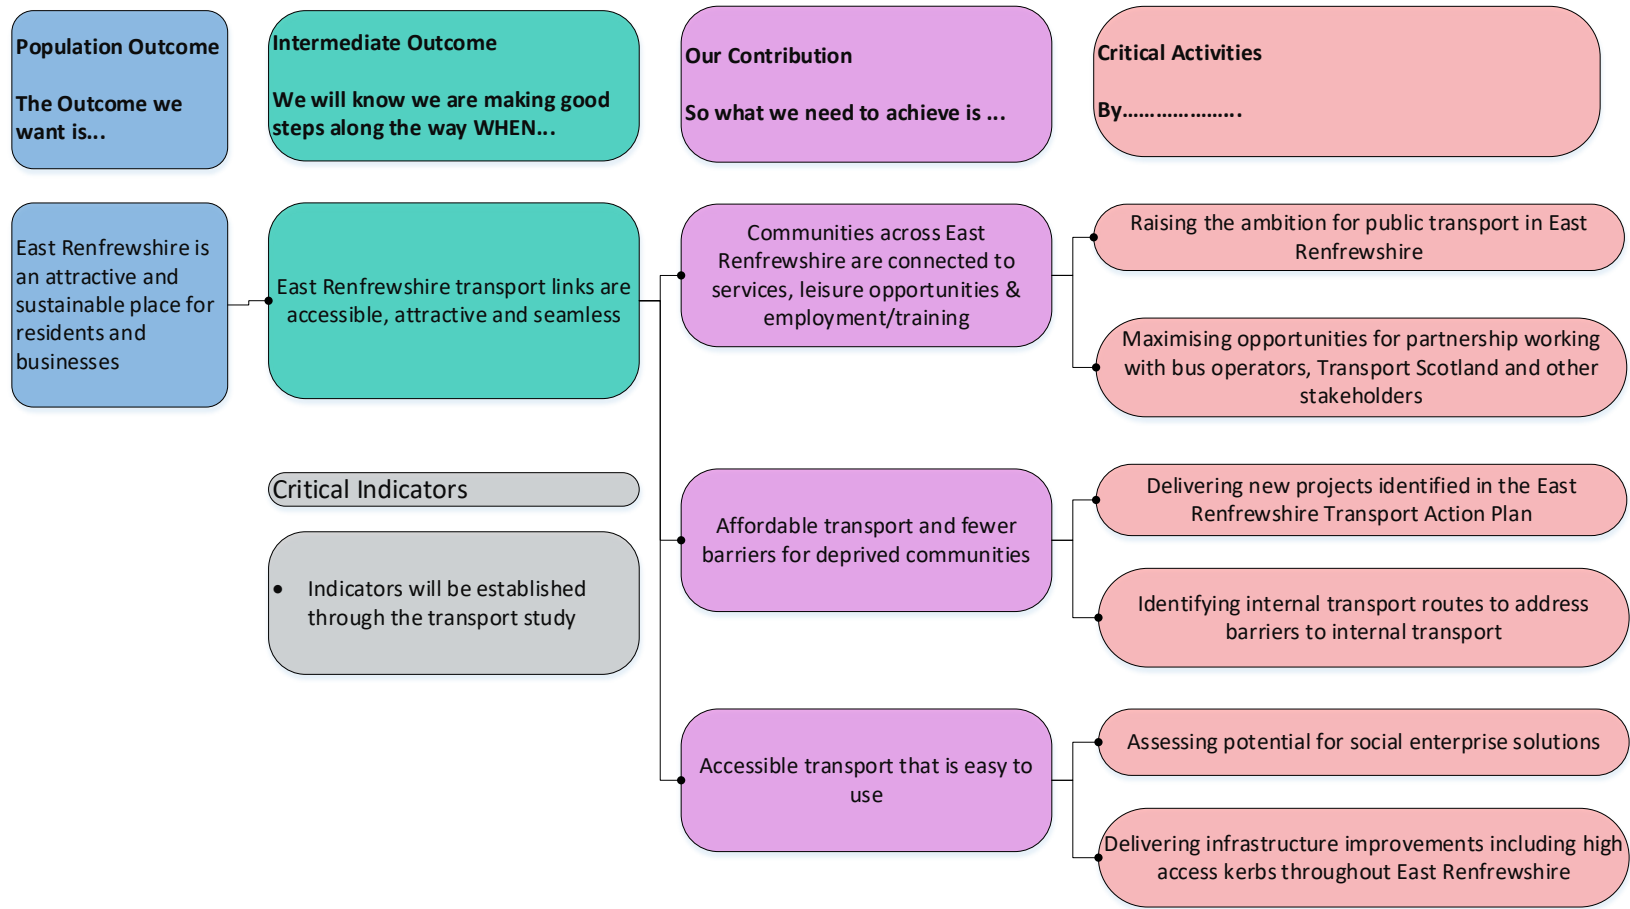 Population Outcome
The Outcome we
want is...
Intermediate Outcome
We will know we are making good
steps along the way WHEN...
Our Contribution
So what we need to achieve is ...
Critical Activities
By.....................
East Renfrewshire is
an attractive and
sustainable place for
residents and
businesses
East Renfrewshire transport links are
accessible, attractive and seamless
Critical Indicators
• Indicators will be established
through the transport study
Communities across East
Renfrewshire are connected to
services, leisure opportunities &
employment/training
Raising the ambition for public transport in East
Renfrewshire
Maximising opportunities for partnership working
with bus operators, Transport Scotland and other
stakeholders
Affordable transport and fewer
barriers for deprived communities
Delivering new projects identified in the East
Renfrewshire Transport Action Plan
Identifying internal transport routes to address
barriers to internal transport
Accessible transport that is easy to
use
Assessing potential for social enterprise solutions
Delivering infrastructure improvements including high
access kerbs throughout East Renfrewshire